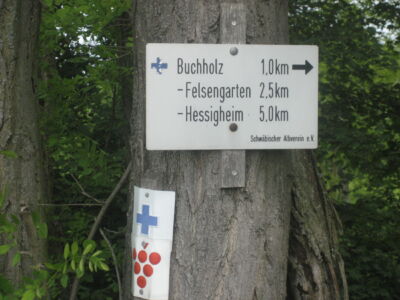 Buchholz 1,0km
-Felsengarten 2,5km
-Hessigheim 5,0km
Schwäbischer Albverein e.V.